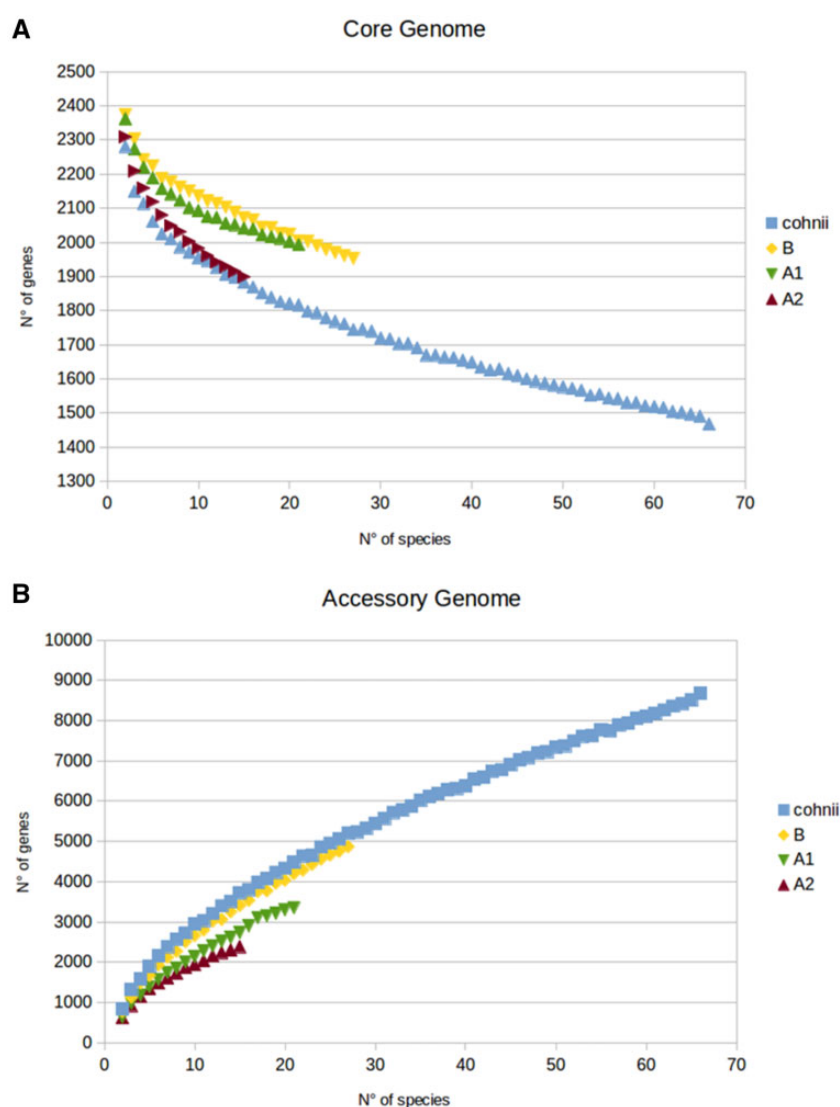 A
Core Genome
2500
2400
2300
2200
2100
2000
1900
1800
1700
1600
1500
1400
1300
N° of genes
0 10 20 30 40 50 60 70
N° of species
cohnii
B
A1
A2
B
Accessory Genome
10000
9000
8000
7000
6000
5000
4000
3000
2000
1000
0
N° of genes
0 10 20 30 40 50 60 70
N° of species
cohnii
B
A1
A2